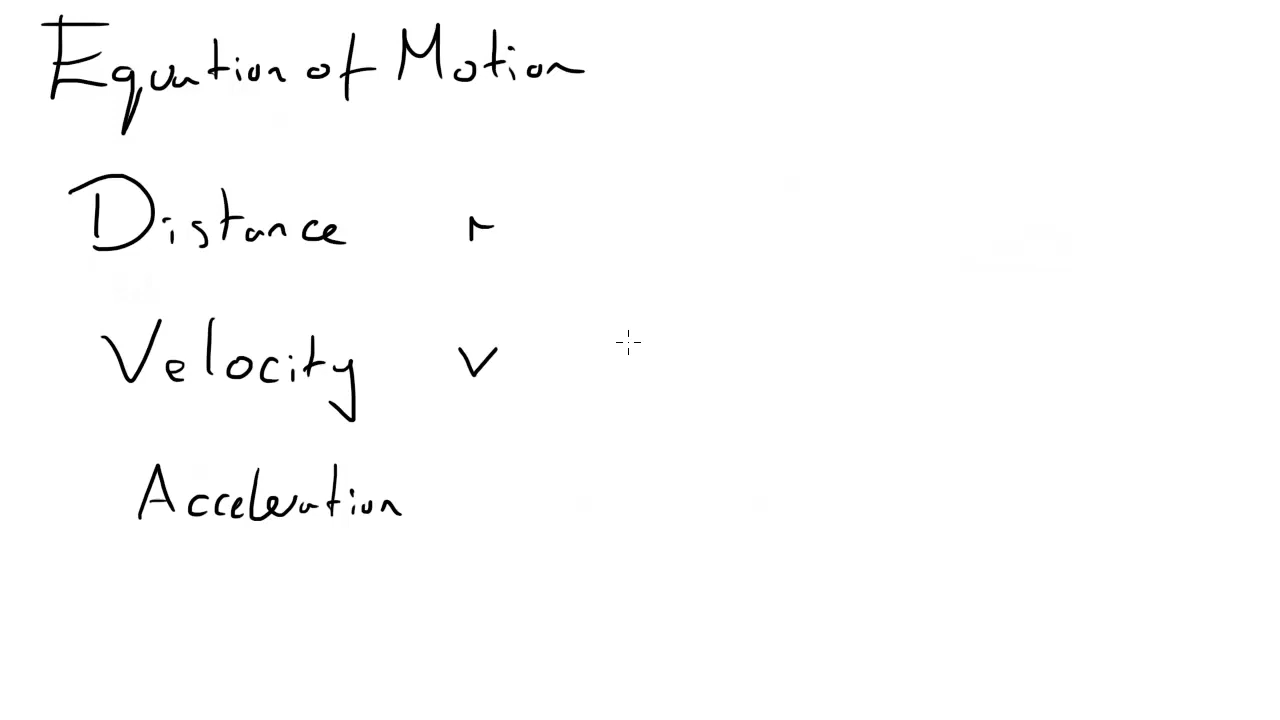 Equation of Motion
Distance r
Velocity v
Acceleration